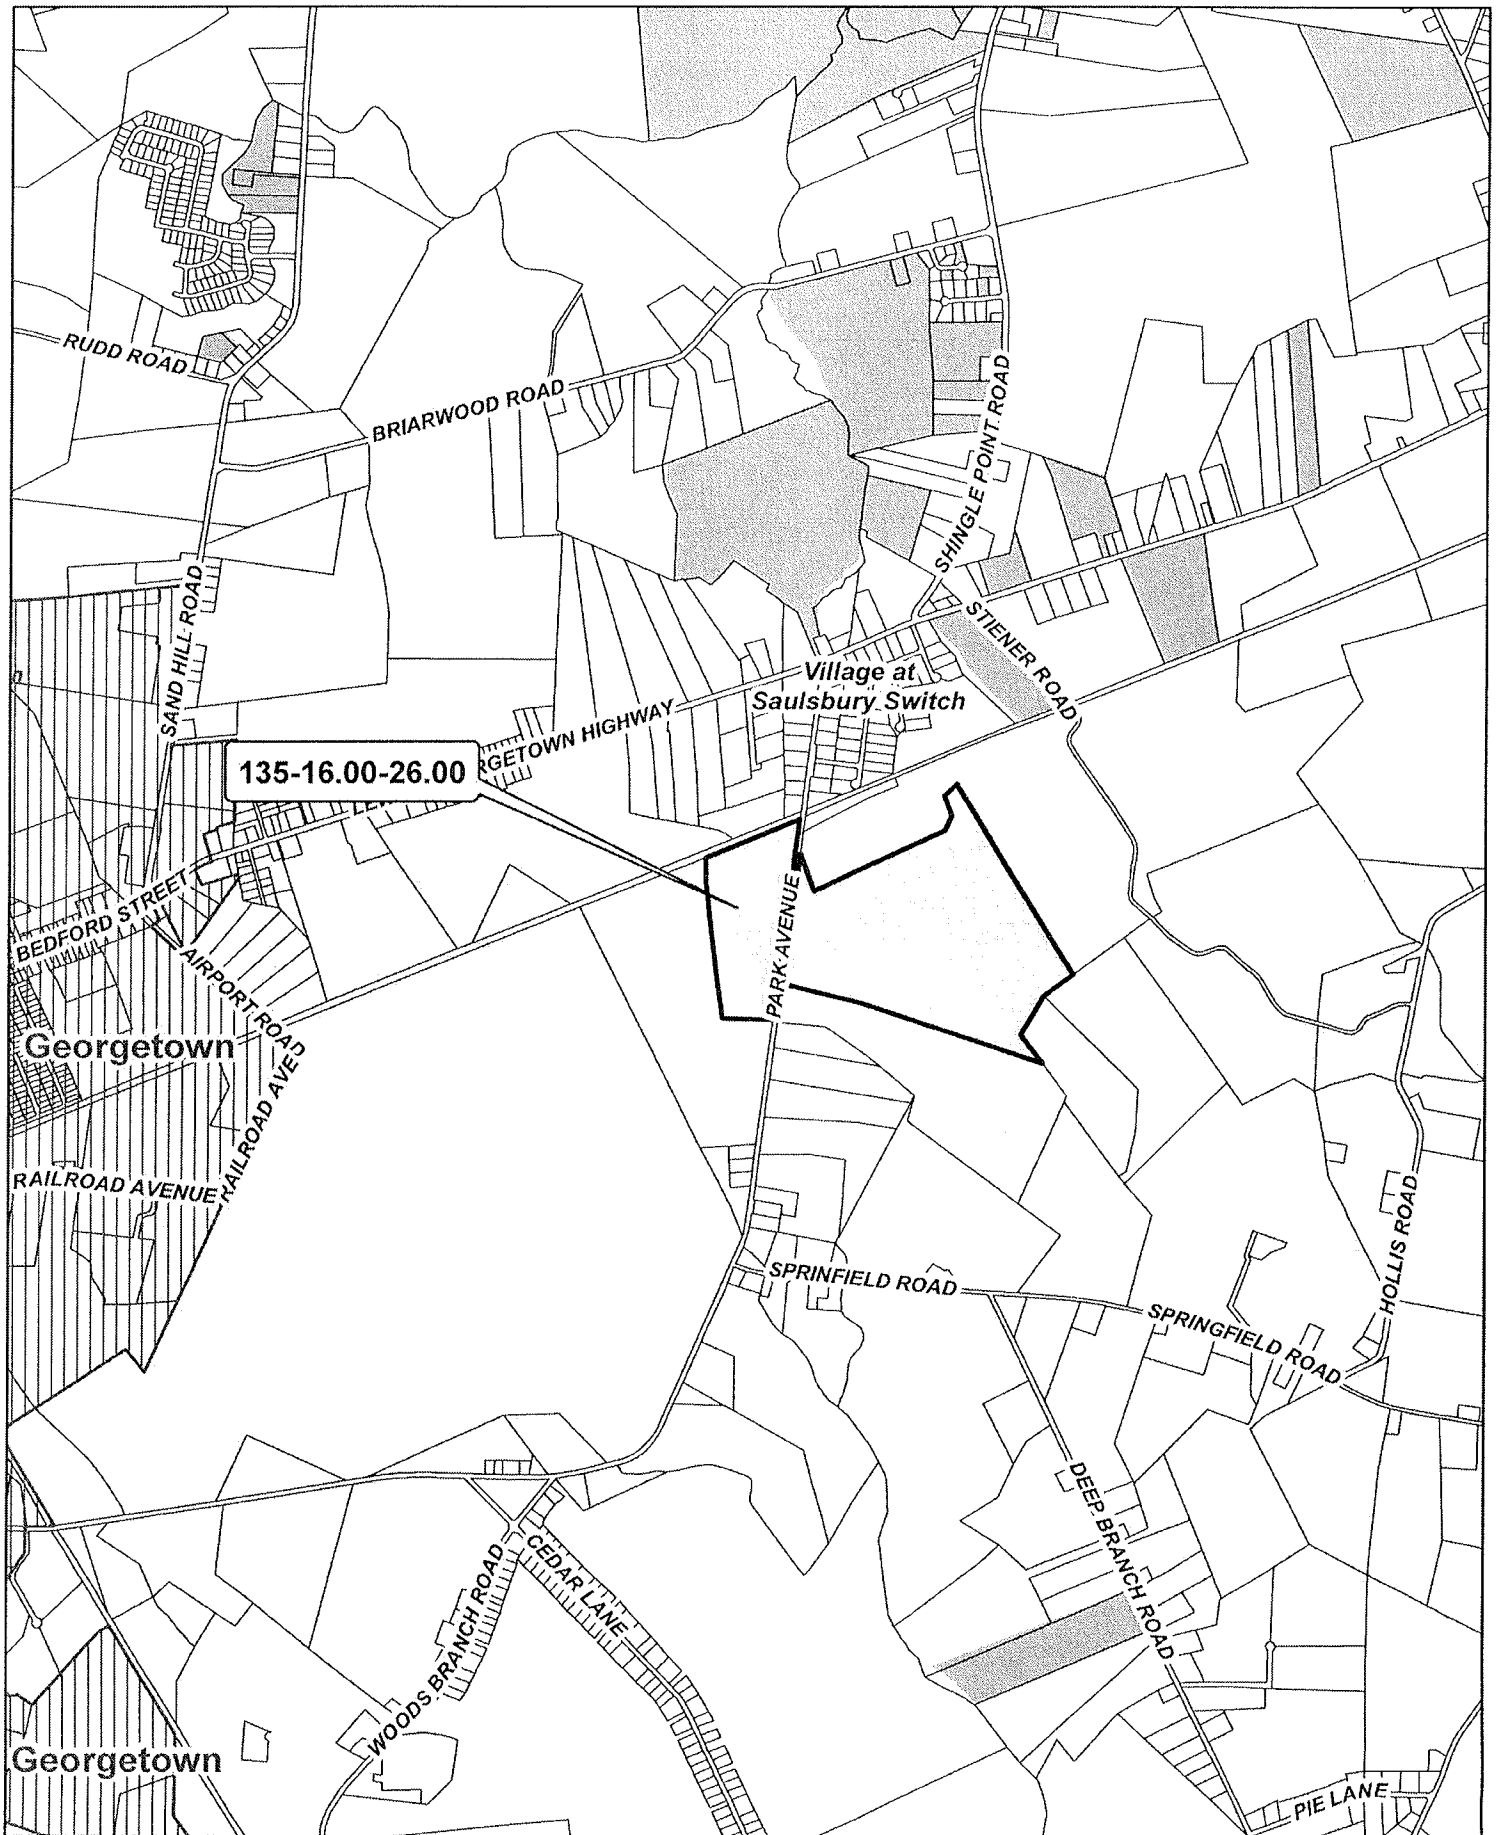 RUDD ROAD
BRIARWOOD ROAD
SHINGLE POINT ROAD
SAND HILL ROAD
STIENER ROAD
Village at
Saulsbury Switch
RGETOWN HIGHWAY
135-16.00-26.00
BEDFORD STREET
PARK AVENUE
AIRPORT ROAD
Georgetown
RAILROAD AVE
RAILROAD AVENUE
HOLLIS ROAD
SPRINFIELD ROAD
SPRINGFIELD ROAD
DEEP BRANCH ROAD
CEDAR LANE
WOODS BRANCH ROAD
Georgetown
PIE LANE